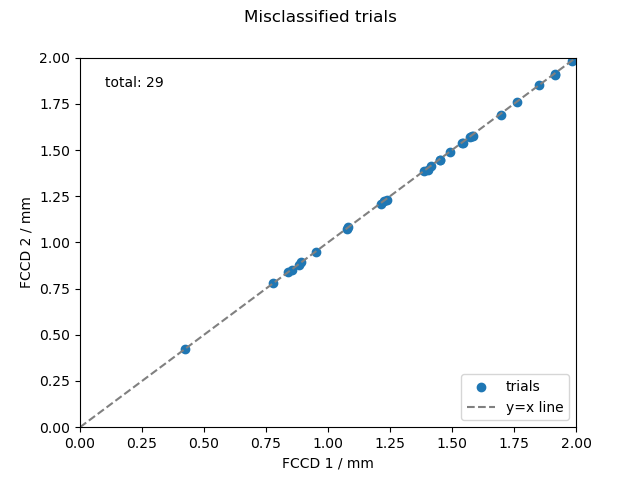 Misclassified trials
total: 29
2.00
1.75
1.50
1.25
1.00
0.75
0.50
0.25
0.00
FCCD 2 / mm
trials
y=x line
0.00 0.25 0.50 0.75 1.00 1.25 1.50 1.75 2.00
FCCD 1 / mm